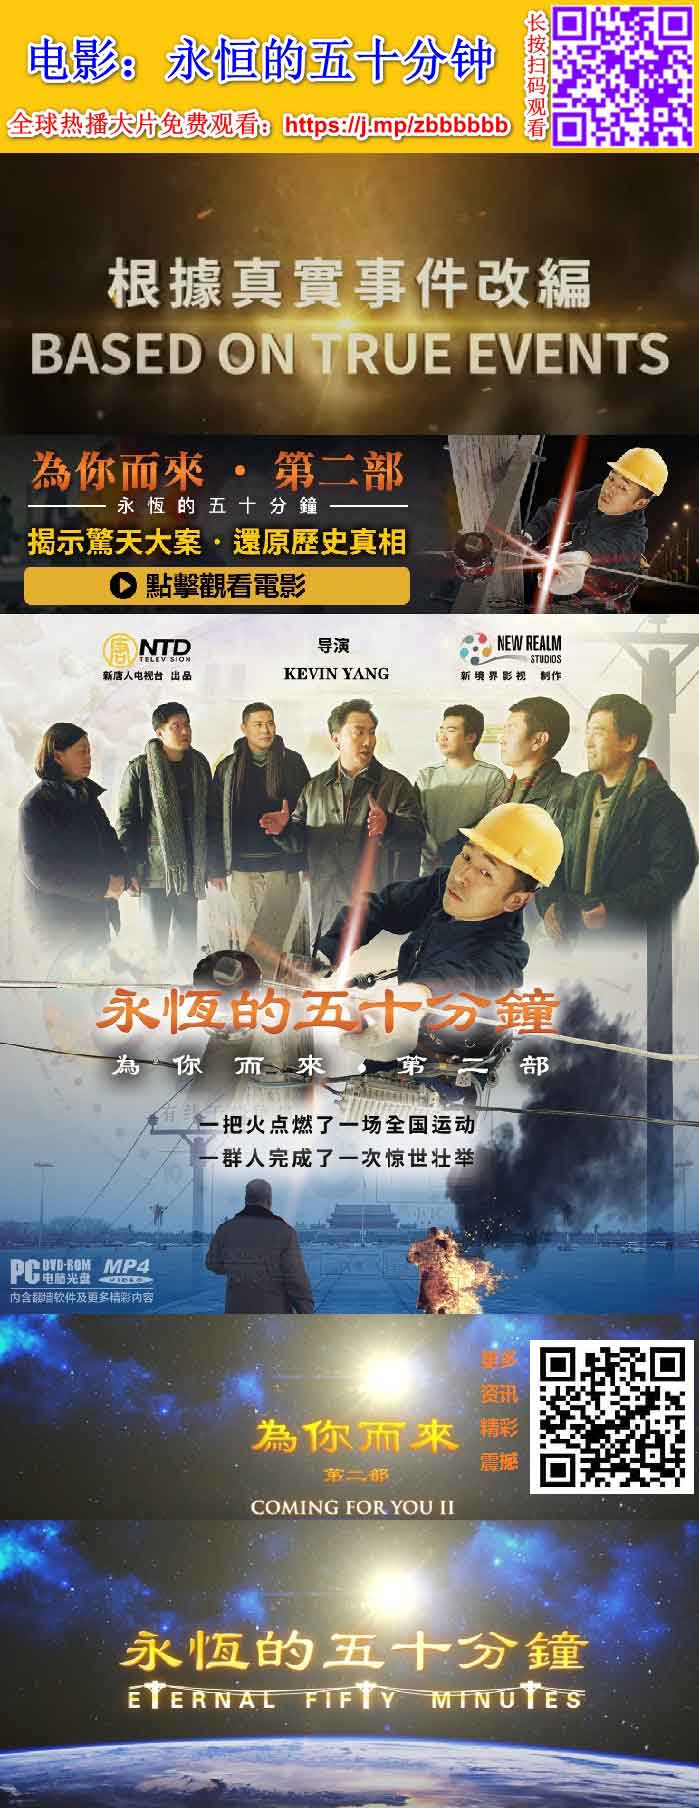 电影：永恒的五十分钟
全球热播大片免费观看：https://j.mp/zbbbbbb
长按扫码观看
根據真實事件改編
BASED ON TRUE EVENTS
為你而來·第二部
永恆的五十分鐘
揭示驚天大案·還原歷史真相
點擊觀看電影
NTD
TELEVISION
新唐人电视台 出品
导演
KEVIN YANG
NEW REALM
STUDIOS
新境界影视 制作
永恆的五十分鐘
為你而來·第二部
一把火点燃了一场全国运动
一群人完成了一次惊世壮举
PC DVD-ROM
电脑光盘
MP4
内含翻墙软件及更多精彩内容
更多
资讯
精彩
震撼
為你而來
第二部
COMING FOR YOU II
永恆的五十分鐘
ETERNAL FIFTY MINUTES